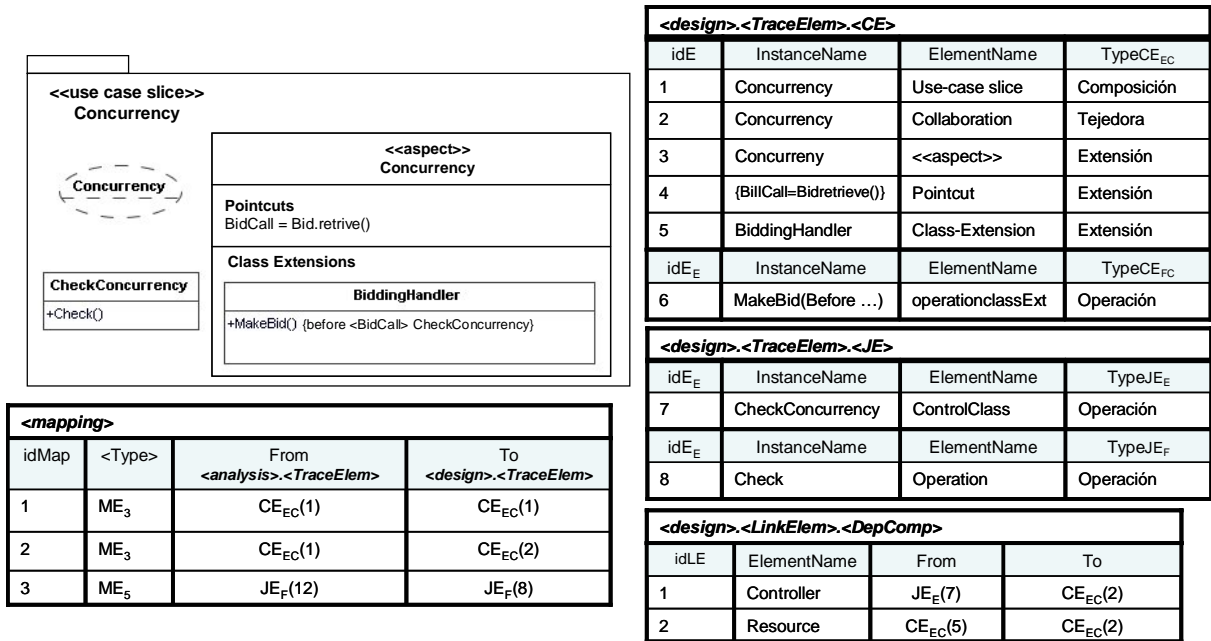 <<use case slice>>
Concurrency
Concurrency
CheckConcurrency
+Check()
<<aspect>>
Concurrency
Pointcuts
BidCall = Bid.retrive()
Class Extensions
BiddingHandler
+MakeBid() {before <BidCall> CheckConcurrency}
<mapping>
idMap <Type> From To
<analysis>.<TraceElem> <design>.<TraceElem>
1 ME3 CEEC(1) CEEC(1)
2 ME3 CEEC(1) CEEC(2)
3 ME5 JEF(12) JEF(8)
<design>.<TraceElem>.<CE>
idE InstanceName ElementName TypeCEEC
1 Concurrency Use-case slice Composición
2 Concurrency Collaboration Tejedora
3 Concurreny <<aspect>> Extensión
4 {BillCall=Bidretrieve()} Pointcut Extensión
5 BiddingHandler Class-Extension Extensión
idEE InstanceName ElementName TypeCEFC
6 MakeBid(Before …) operationclassExt Operación
<design>.<TraceElem>.<JE>
idEE InstanceName ElementName TypeJEE
7 CheckConcurrency ControlClass Operación
idEE InstanceName ElementName TypeJEF
8 Check Operation Operación
<design>.<LinkElem>.<DepComp>
idLE ElementName From To
1 Controller JEE(7) CEEC(2)
2 Resource CEEC(5) CEEC(2)